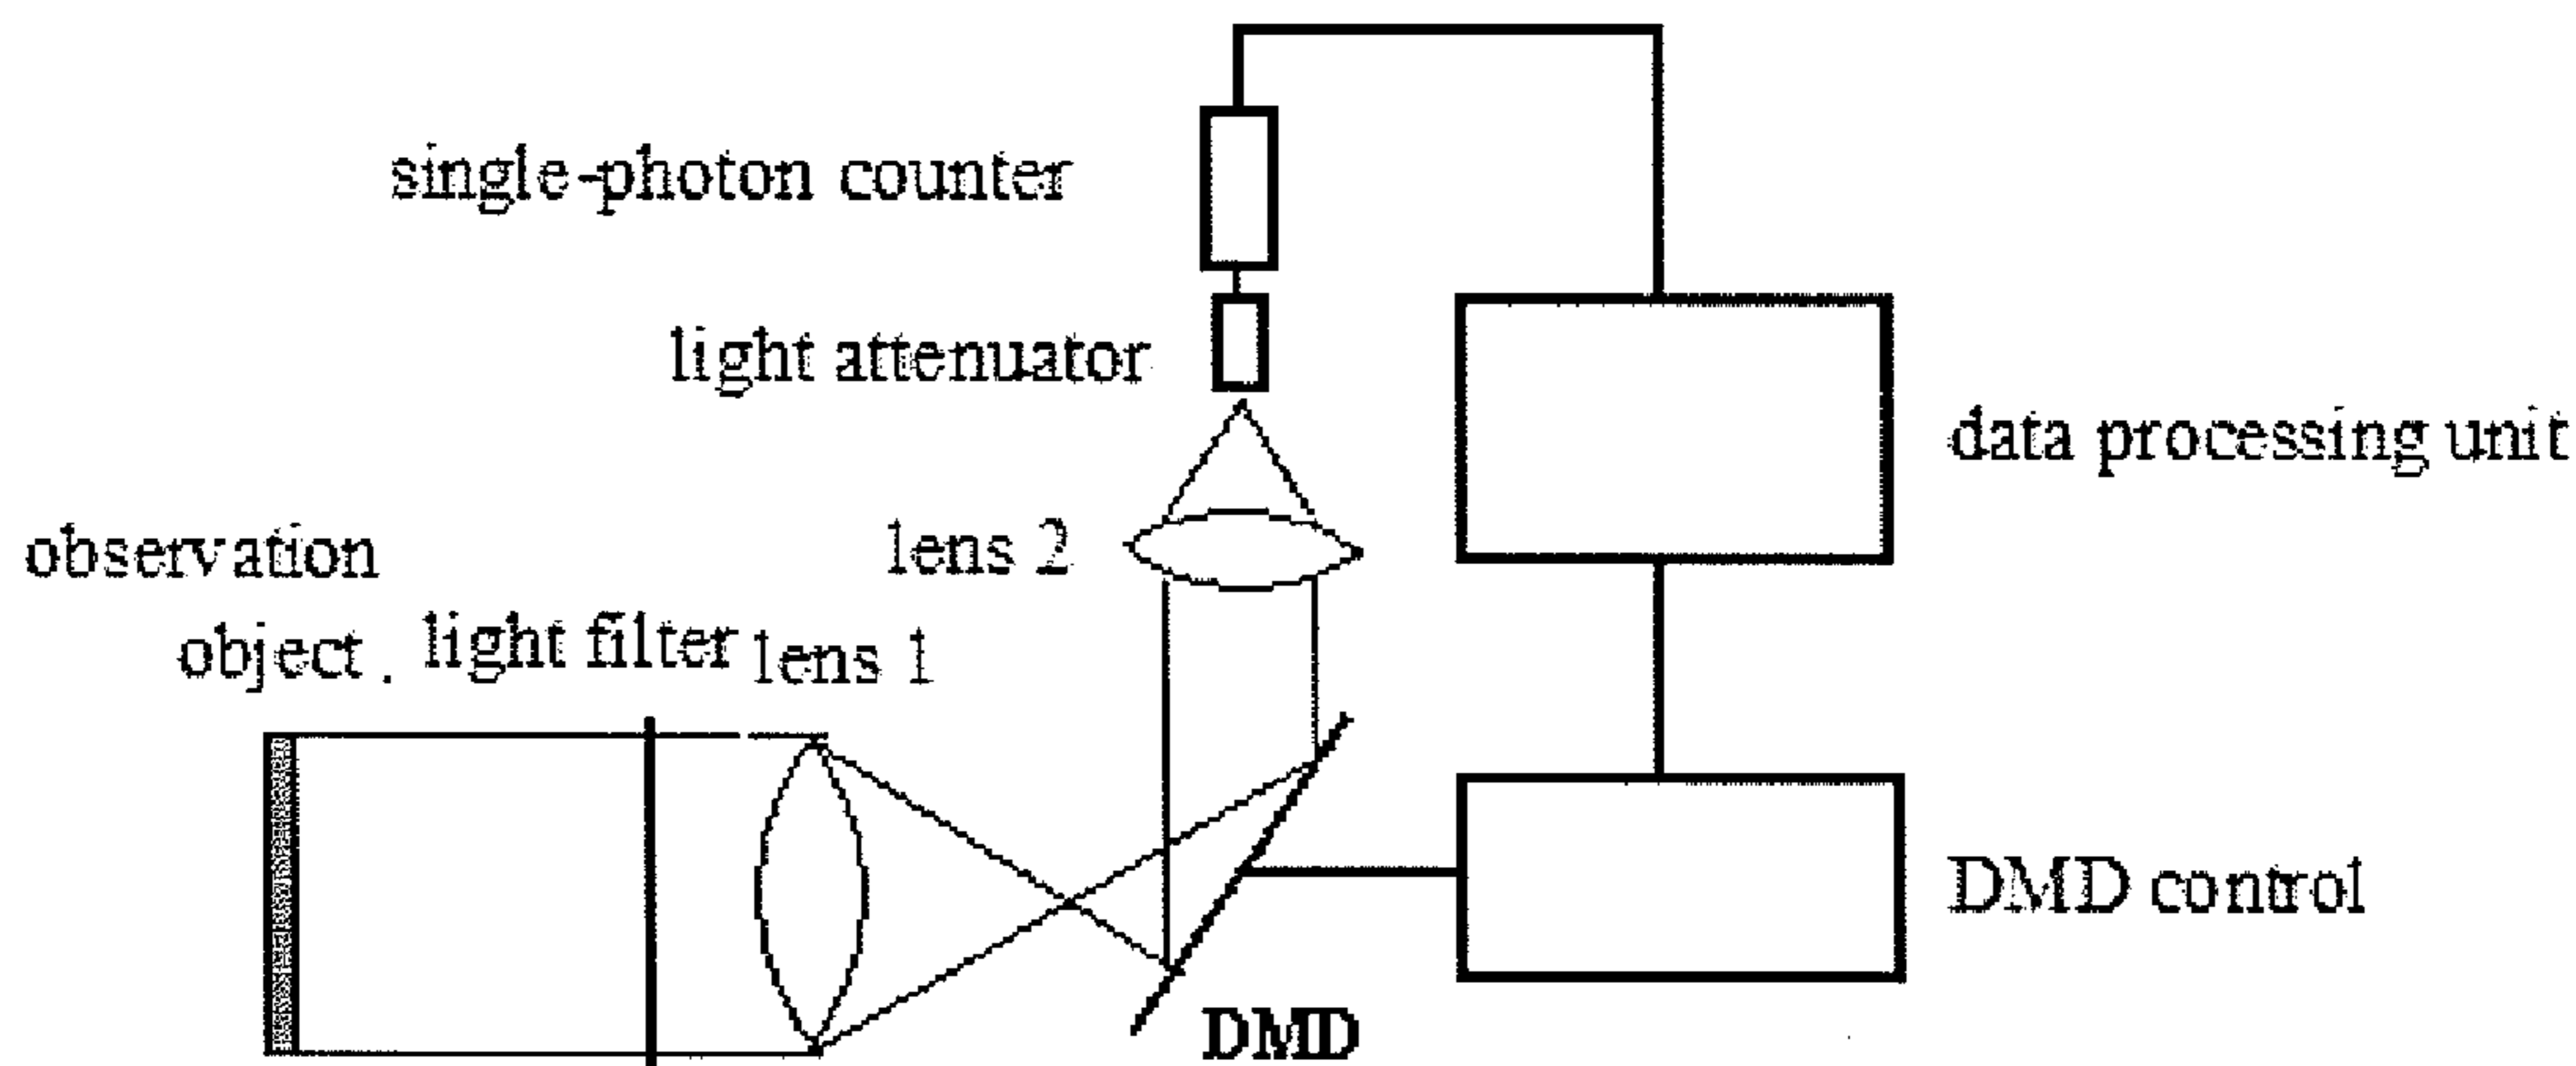 single-photon counter
light attenuator
data processing unit
lens 2
observation
object . light filter lens 1
DMD control
DMD